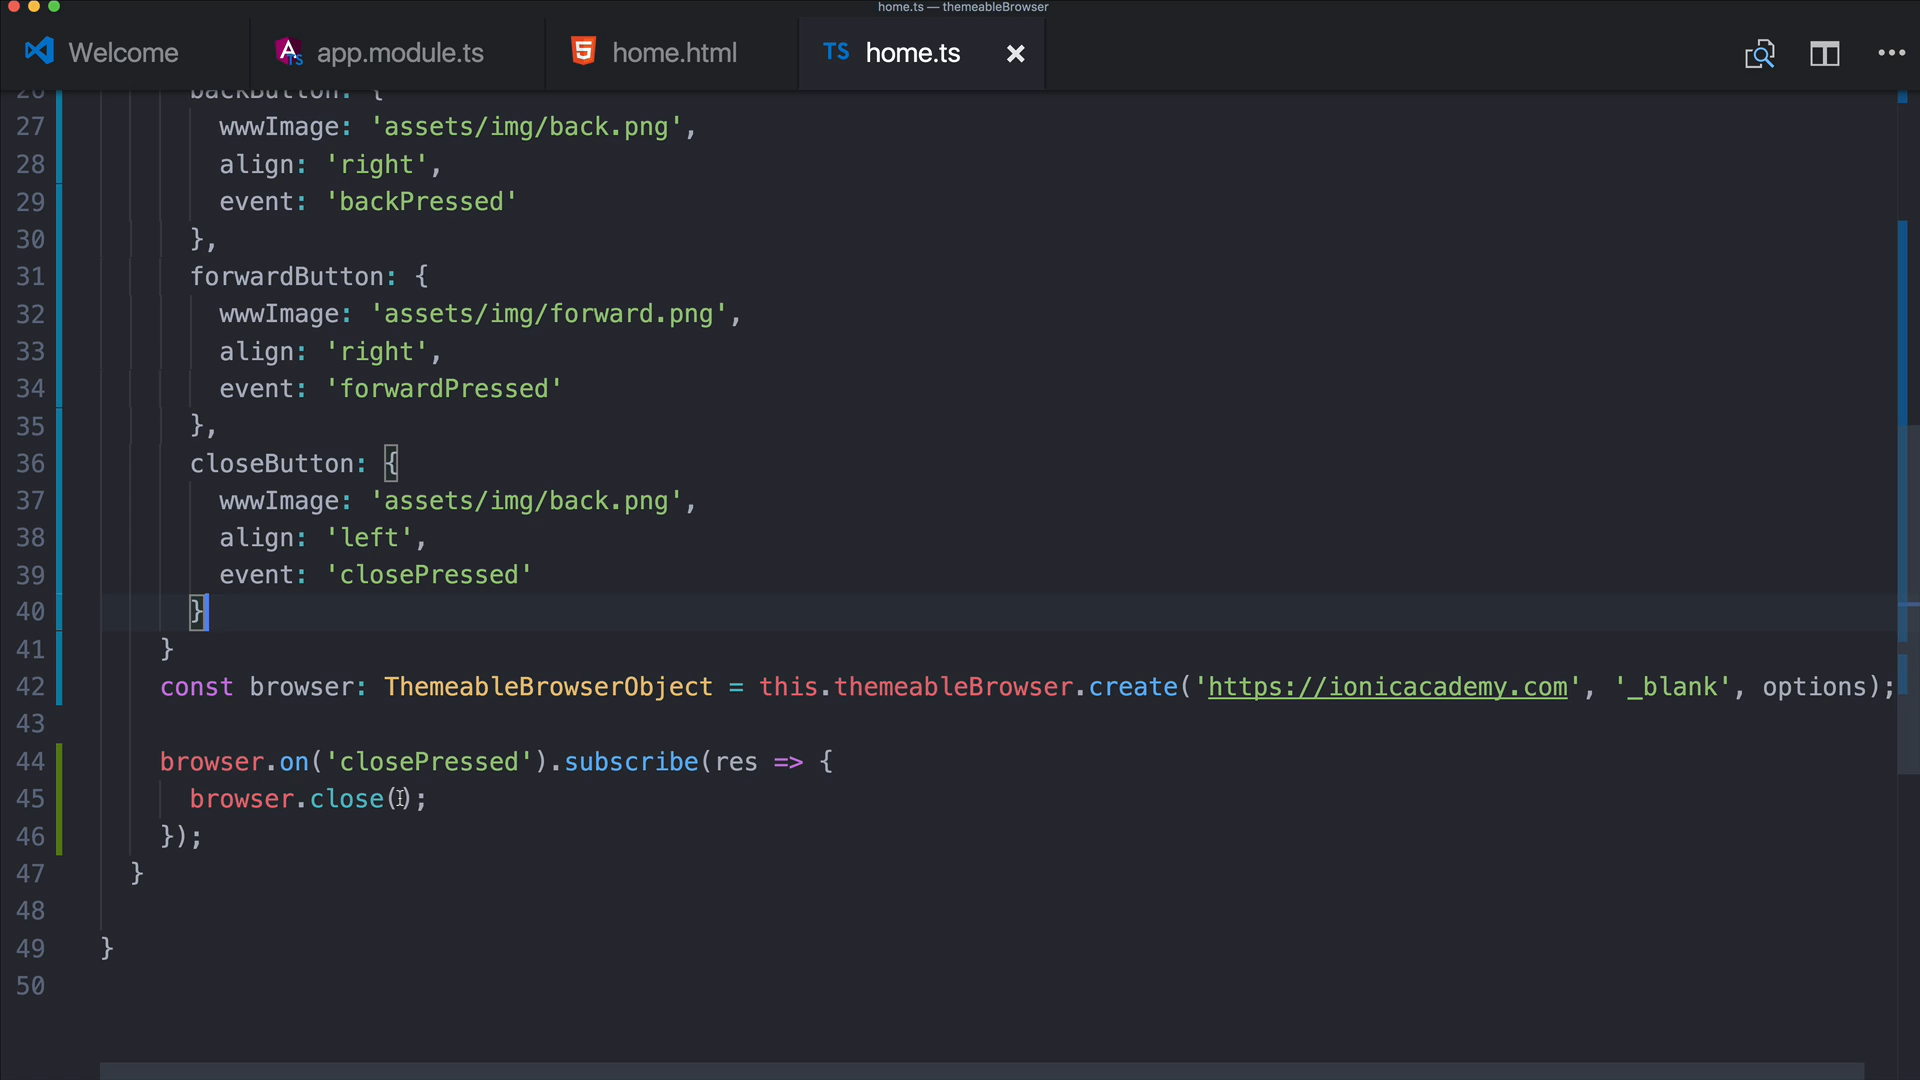 home.ts — themeableBrowser
Welcome
TS app.module.ts
5 home.html
TS home.ts
26 backButton: {
27 wwwImage: 'assets/img/back.png',
28 align: 'right',
29 event: 'backPressed'
30 },
31 forwardButton: {
32 wwwImage: 'assets/img/forward.png',
33 align: 'right',
34 event: 'forwardPressed'
35 },
36 closeButton: {
37 wwwImage: 'assets/img/back.png',
38 align: 'left',
39 event: 'closePressed'
40 }
41 }
42 const browser: ThemeableBrowserObject = this.themeableBrowser.create('https://ionicacademy.com', '_blank', options);
43
44 browser.on('closePressed').subscribe(res => {
45 browser.close();
46 });
47 }
48
49 }
50